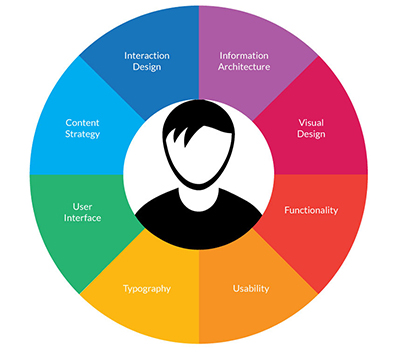 Interaction
Design
Information
Architecture
Visual
Design
Functionality
Usability
Typography
User
Interface
Content
Strategy